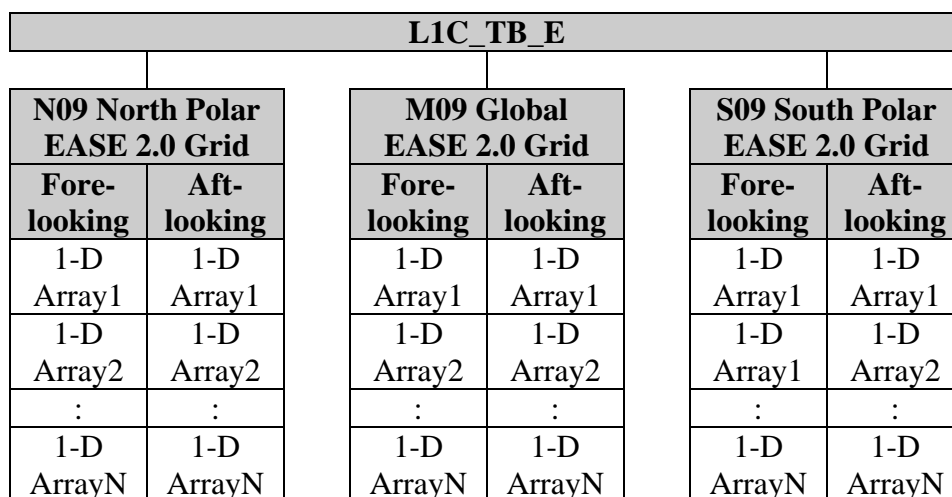 L1C_TB_E
N09 North Polar
EASE 2.0 Grid
Fore-
looking
Aft-
looking
1-D
Array1
1-D
Array1
1-D
Array2
1-D
Array2
:
:
1-D
ArrayN
1-D
ArrayN
M09 Global
EASE 2.0 Grid
Fore-
looking
Aft-
looking
1-D
Array1
1-D
Array1
1-D
Array2
1-D
Array2
:
:
1-D
ArrayN
1-D
ArrayN
S09 South Polar
EASE 2.0 Grid
Fore-
looking
Aft-
looking
1-D
Array1
1-D
Array1
1-D
Array1
1-D
Array2
:
:
1-D
ArrayN
1-D
ArrayN